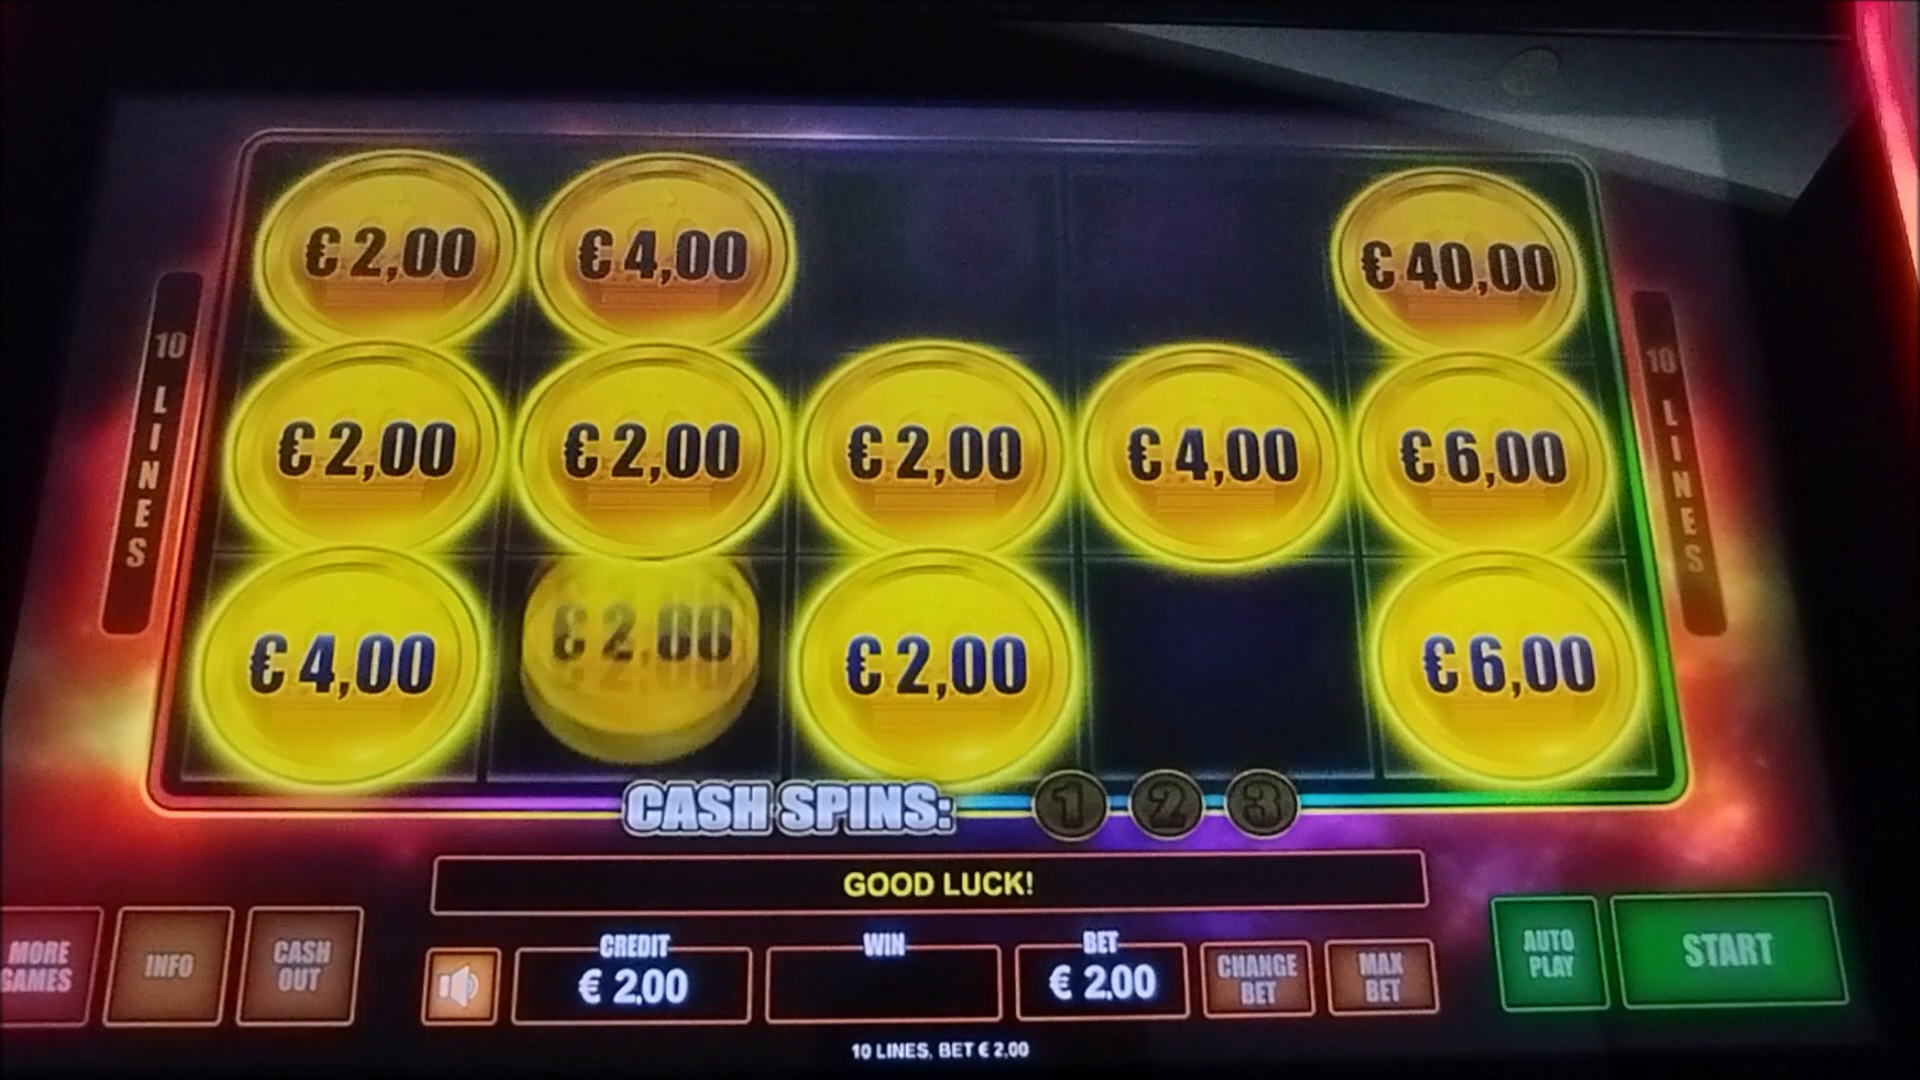 € 2,00
€ 4,00
€ 40,00
€ 2,00
€ 2,00
€ 2,00
€ 4,00
€ 6,00
€ 4,00
€ 2,00
€ 2,00
€ 6,00
10 LINES
10 LINES
CASH SPINS: 1 2 3
GOOD LUCK!
MORE GAMES
INFO
CASH OUT
CREDIT
€ 2,00
WIN
BET
€ 2,00
CHANGE BET
MAX BET
AUTO PLAY
START
10 LINES, BET € 2,00